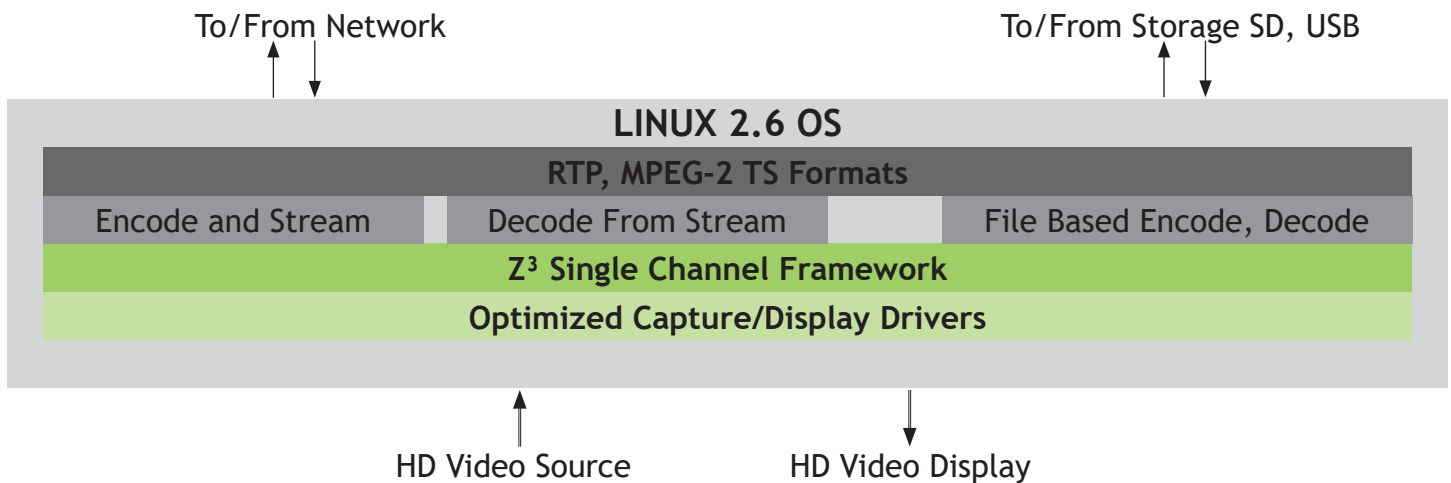 To/From Network
To/From Storage SD, USB
LINUX 2.6 OS
RTP, MPEG-2 TS Formats
Encode and Stream
Decode From Stream
File Based Encode, Decode
Z³ Single Channel Framework
Optimized Capture/Display Drivers
HD Video Source
HD Video Display